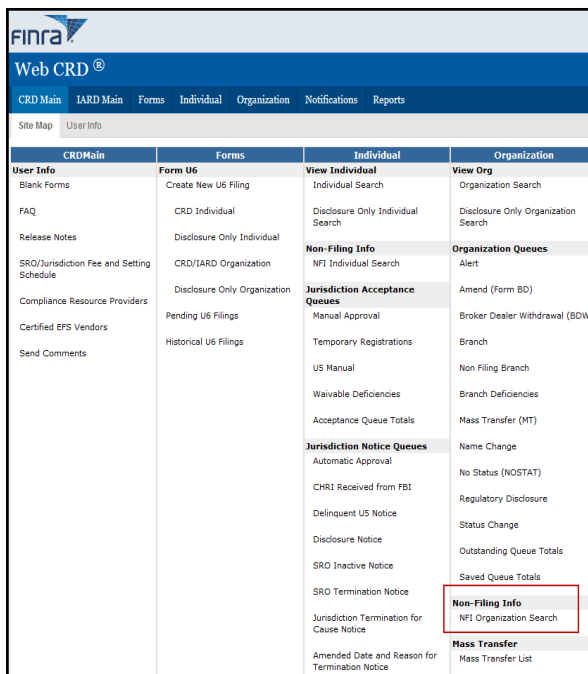 Finra
Web CRD ®
CRD Main IARD Main Forms Individual Organization Notifications Reports
Site Map User Info
CRDMain
User Info
Blank Forms
FAQ
Release Notes
SRO/Jurisdiction Fee and Setting
Schedule
Compliance Resource Providers
Certified EFS Vendors
Send Comments
Forms
Form U6
Create New U6 Filing
CRD Individual
Disclosure Only Individual
CRD/IARD Organization
Disclosure Only Organization
Pending U6 Filings
Historical U6 Filings
Individual
View Individual
Individual Search
Disclosure Only Individual
Search
Non-Filing Info
NFI Individual Search
Jurisdiction Acceptance
Queues
Manual Approval
Temporary Registrations
U5 Manual
Waivable Deficiencies
Acceptance Queue Totals
Jurisdiction Notice Queues
Automatic Approval
CHRI Received from FBI
Delinquent U5 Notice
Disclosure Notice
SRO Inactive Notice
SRO Termination Notice
Jurisdiction Termination for
Cause Notice
Amended Date and Reason for
Termination Notice
Organization
View Org
Organization Search
Disclosure Only Organization
Search
Organization Queues
Alert
Amend (Form BD)
Broker Dealer Withdrawal (BDW
Branch
Non Filing Branch
Branch Deficiencies
Mass Transfer (MT)
Name Change
No Status (NOSTAT)
Regulatory Disclosure
Status Change
Outstanding Queue Totals
Saved Queue Totals
Non-Filing Info
NFI Organization Search
Mass Transfer
Mass Transfer List